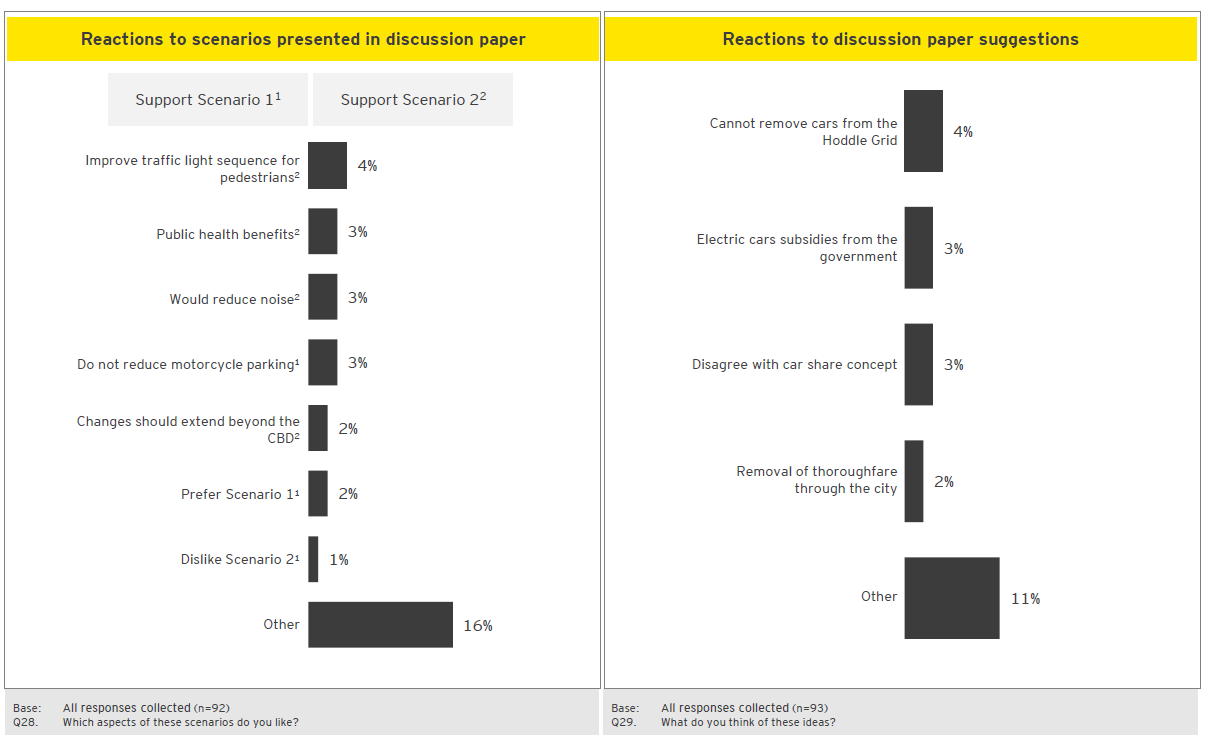 Reactions to scenarios presented in discussion paper
Support Scenario 1¹
Support Scenario 2²
Improve traffic light sequence for
pedestrians²
4%
Public health benefits²
3%
Would reduce noise²
3%
Do not reduce motorcycle parking¹
3%
Changes should extend beyond the
CBD²
2%
Prefer Scenario 1¹
2%
Dislike Scenario 2¹
1%
Other
16%
Base: All responses collected (n=92)
Q28. Which aspects of these scenarios do you like?
Reactions to discussion paper suggestions
Cannot remove cars from the
Hoddle Grid
4%
Electric cars subsidies from the
government
3%
Disagree with car share concept
3%
Removal of thoroughfare
through the city
2%
Other
11%
Base: All responses collected (n=93)
Q29. What do you think of these ideas?